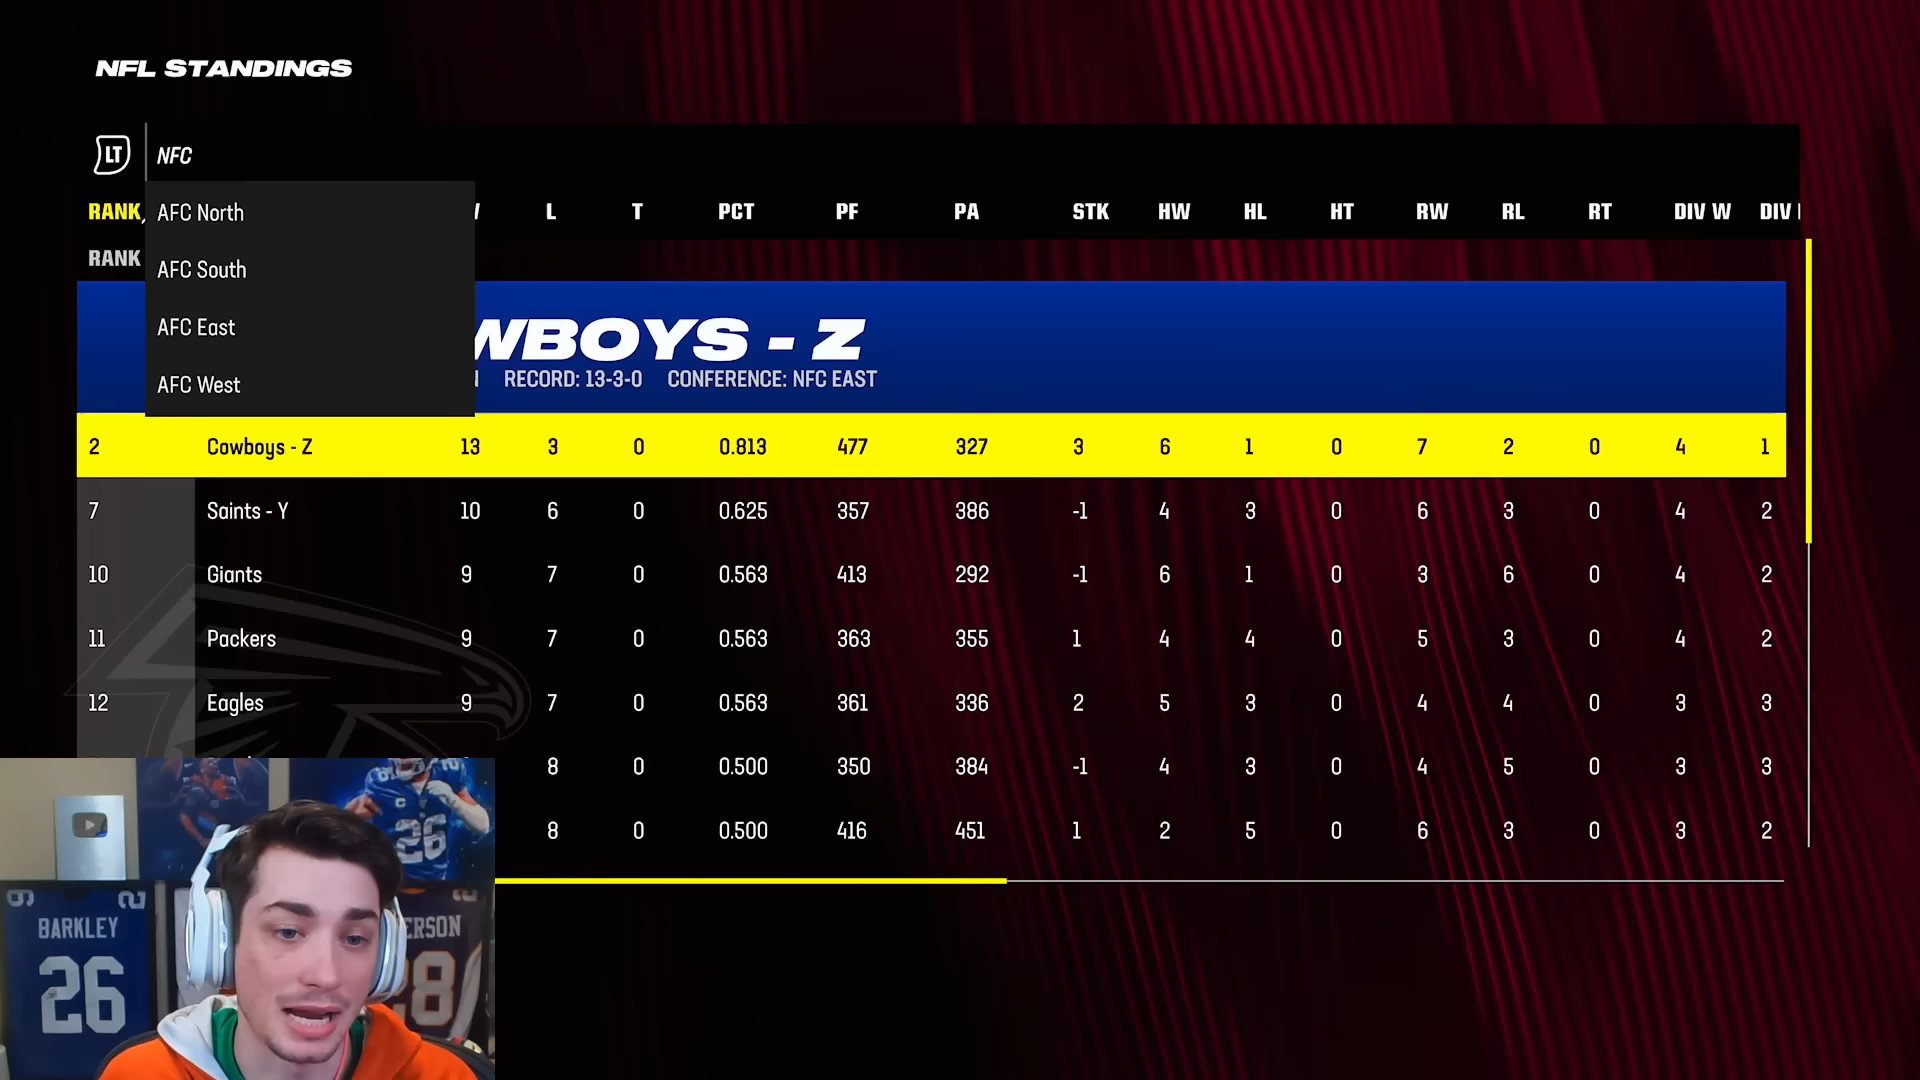 NFL STANDINGS
LT NFC
RANK L T PCT PF PA STK HW HL HT RW RL RT DIV W DIV
AFC North
RANK
AFC South
AFC East
AFC West
WBOYS - Z
RECORD: 13-3-0 CONFERENCE: NFC EAST
2 Cowboys - Z 13 3 0 0.813 477 327 3 6 1 0 7 2 0 4 1
7 Saints - Y 10 6 0 0.625 357 386 -1 4 3 0 6 3 0 4 2
10 Giants 9 7 0 0.563 413 292 -1 6 1 0 3 6 0 4 2
11 Packers 9 7 0 0.563 363 355 1 4 4 0 5 3 0 4 2
12 Eagles 9 7 0 0.563 361 336 2 5 3 0 4 4 0 3 3
8 0 0.500 350 384 -1 4 3 0 4 5 0 3 3
8 0 0.500 416 451 1 2 5 0 6 3 0 3 2
26
BARKLEY
26
ERSON
28